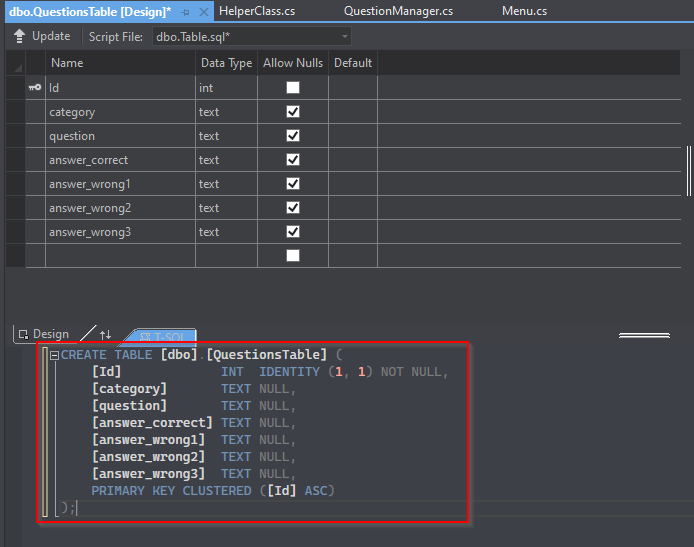 dbo.QuestionsTable [Design]* HelperClass.cs QuestionManager.cs Menu.cs
Update Script File: dbo.Table.sql*
Name Data Type Allow Nulls Default
Id int
category text
question text
answer_correct text
answer_wrong1 text
answer_wrong2 text
answer_wrong3 text
Design T-SQL
CREATE TABLE [dbo].[QuestionsTable] (
[Id] INT IDENTITY (1, 1) NOT NULL,
[category] TEXT NULL,
[question] TEXT NULL,
[answer_correct] TEXT NULL,
[answer_wrong1] TEXT NULL,
[answer_wrong2] TEXT NULL,
[answer_wrong3] TEXT NULL,
PRIMARY KEY CLUSTERED ([Id] ASC)
);